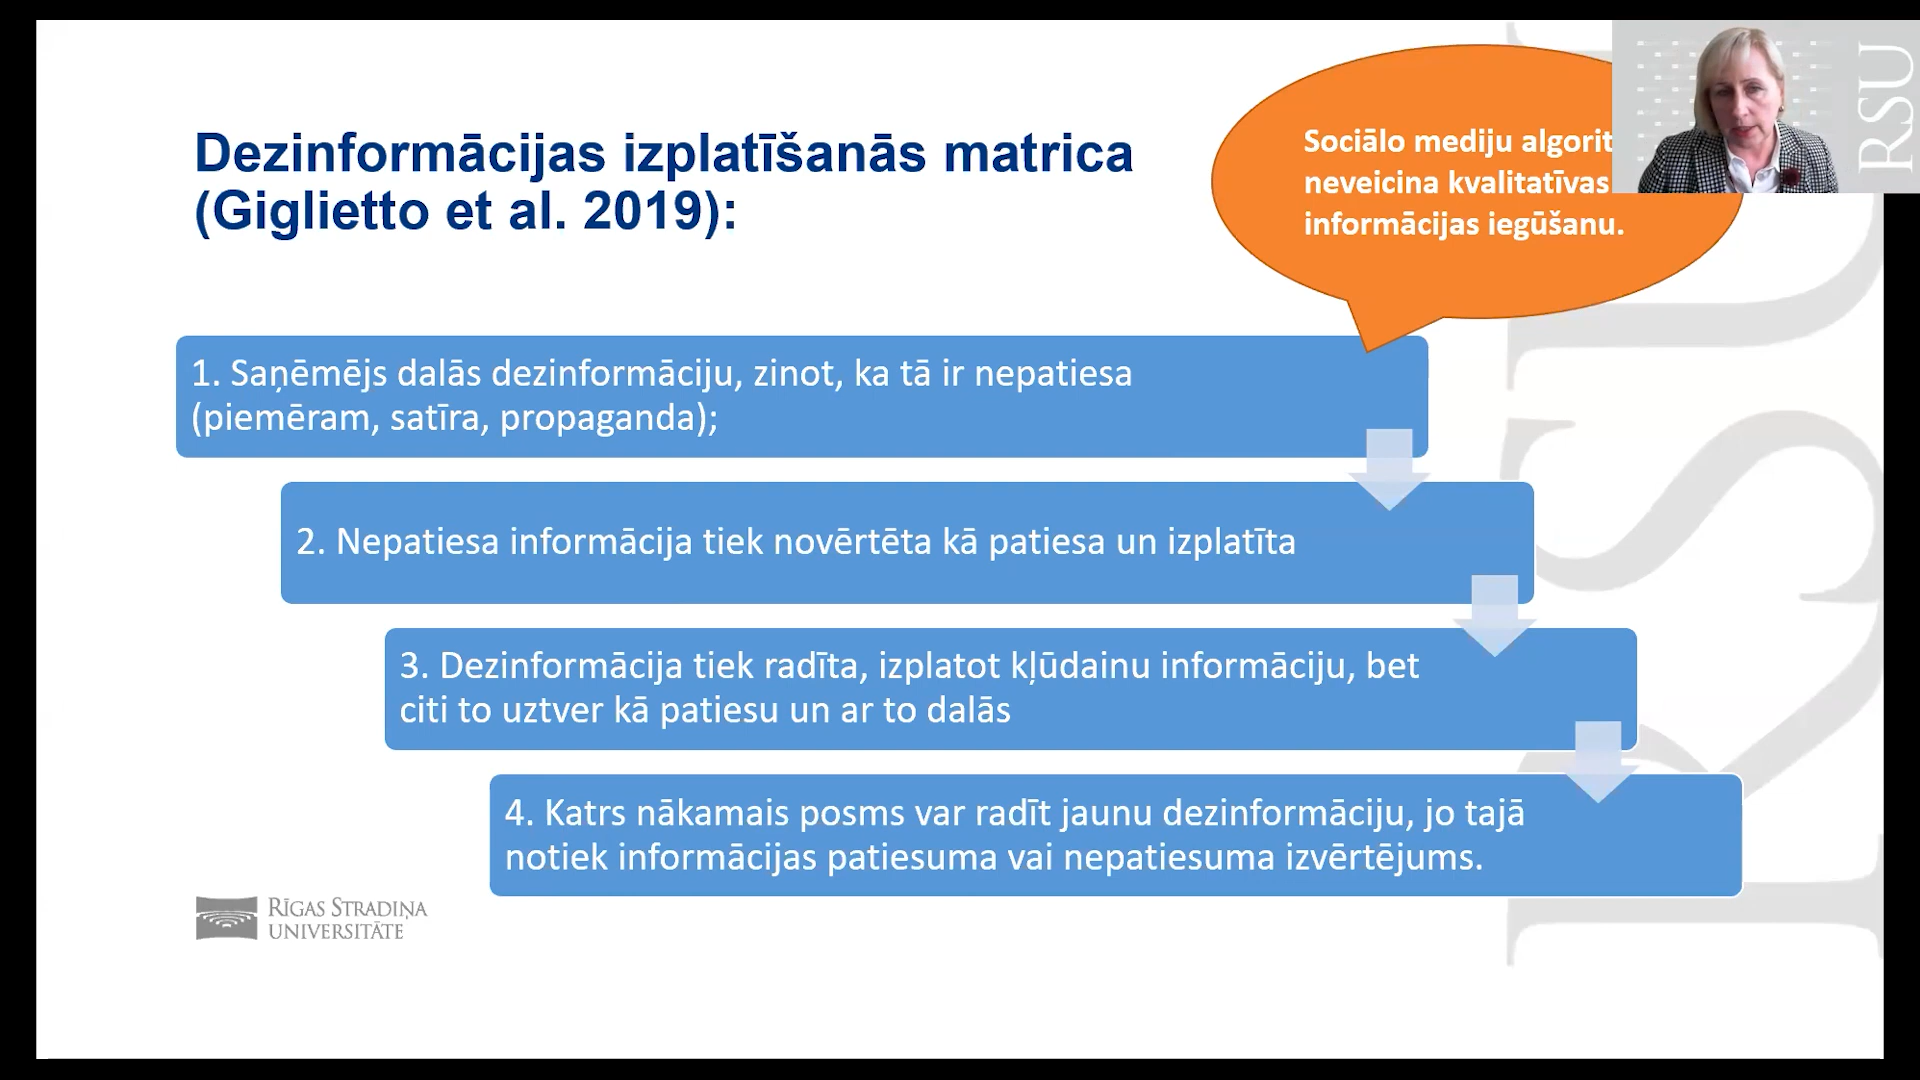 Dezinformācijas izplatīšanās matrica
(Giglietto et al. 2019):
Sociālo mediju
neveicina kvalitatīvas
informācijas iegūšanu.
RSU
1. Saņēmējs dalās dezinformāciju, zinot, ka tā ir nepatiesa
(piemēram, satīra, propaganda);
2. Nepatiesa informācija tiek novērtēta kā patiesa un izplatīta
3. Dezinformācija tiek radīta, izplatot kļūdainu informāciju, bet
citi to uztver kā patiesu un ar to dalās
4. Katrs nākamais posms var radīt jaunu dezinformāciju, jo tajā
notiek informācijas patiesuma vai nepatiesuma izvērtējums.
RĪGAS STRADIŅA
UNIVERSITĀTE